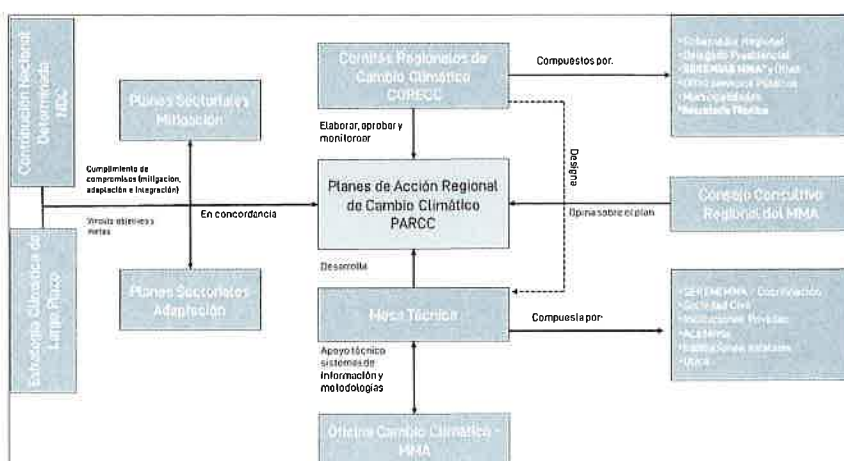 Contribución Nacional
Determinada
NDC
Estrategia Climática de
Largo Plazo
Planes Sectoriales
Mitigación
Cumplimiento de
compromisos (mitigación,
adaptación e integración)
Vincula objetivos y
metas
En concordancia
Planes Sectoriales
Adaptación
Comités Regionales de
Cambio Climático
CORECC
Elaborar, aprobar y
monitorear
Planes de Acción Regional
de Cambio Climático
PARCC
Desarrolla
Mesa Técnica
Apoyo técnico
sistemas de
información y
metodologías
Oficina Cambio Climático -
MMA
Compuestos por:
•Gobernador Regional
•Delegado Presidencial
•SEREMIAS MMA y Otras
•Otros Servicios Públicos
•Municipalidades
•Secretaría Técnica
Designa
Opina sobre el plan
Consejo Consultivo
Regional del MMA
Compuesta por:
•SEREMI MMA - Coordinación
•Sociedad Civil
•Instituciones Privadas
•Academia
•Instituciones estatales
•Otros